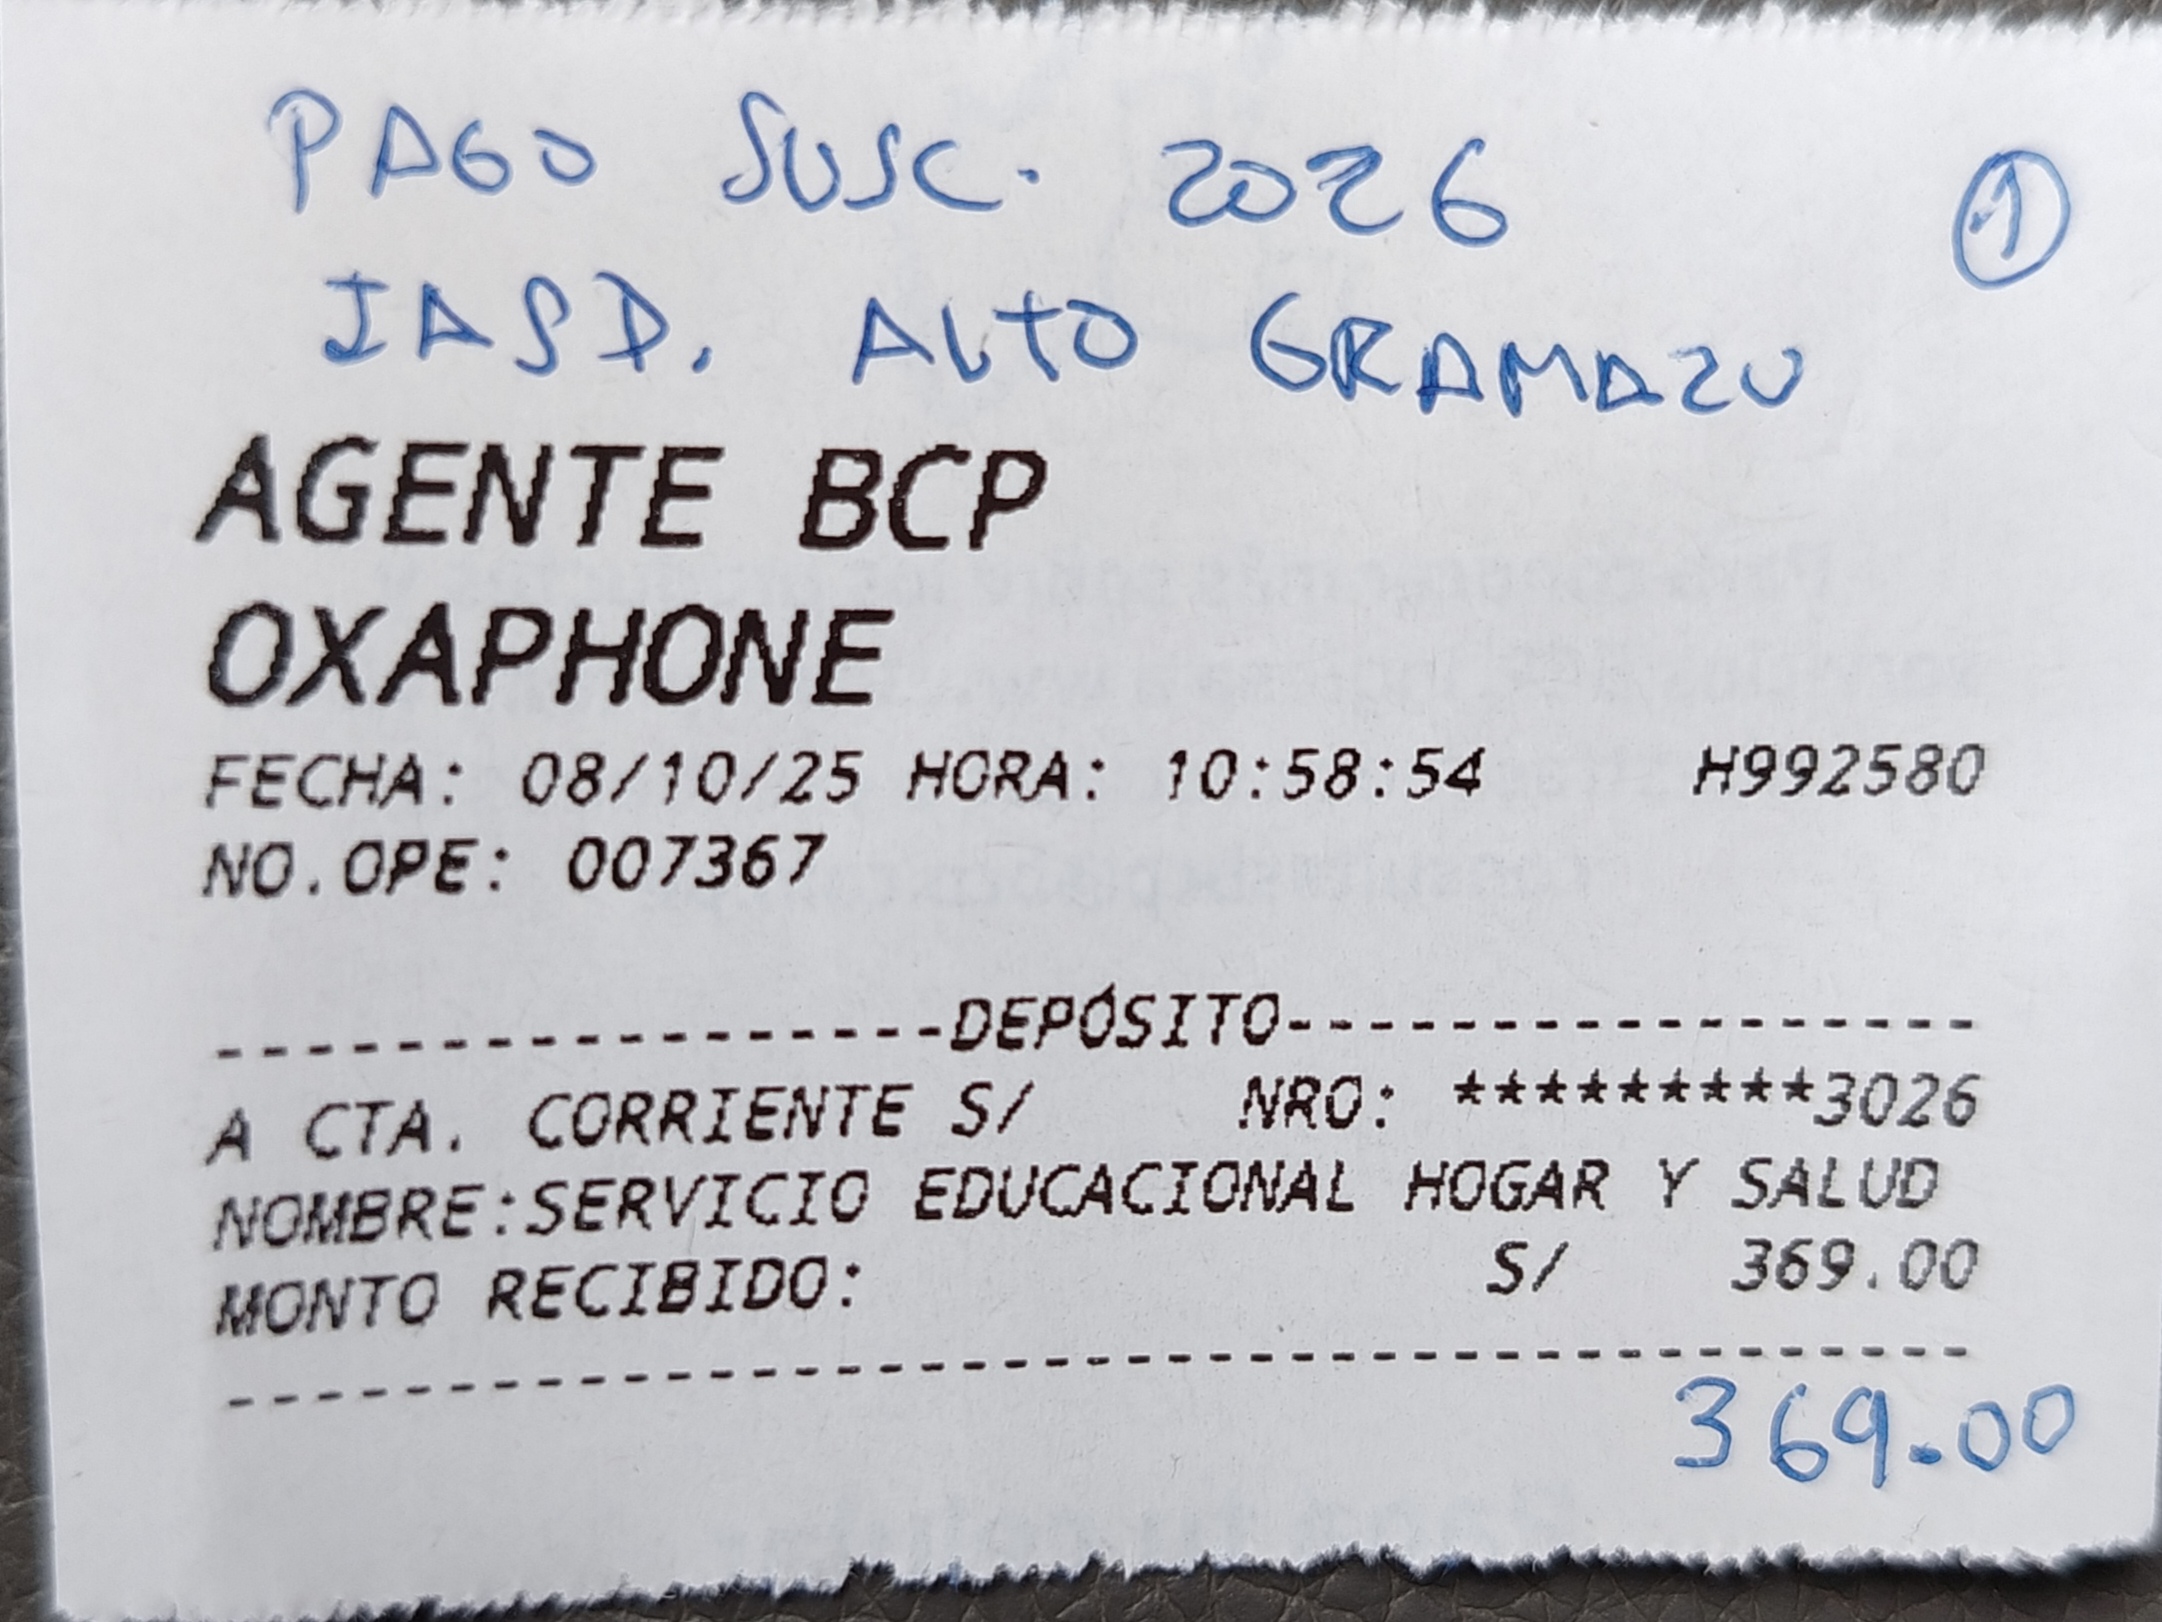 PAGO SUSC. 2026 1
IASD. ALTO GRAMAZU
AGENTE BCP
OXAPHONE
FECHA: 08/10/25 HORA: 10:58:54 H992580
NO.OPE: 007367
------------------DEPÓSITO------------------
A CTA. CORRIENTE S/ NRO: *********3026
NOMBRE:SERVICIO EDUCACIONAL HOGAR Y SALUD
MONTO RECIBIDO: S/ 369.00
--------------------------------------------
369.00